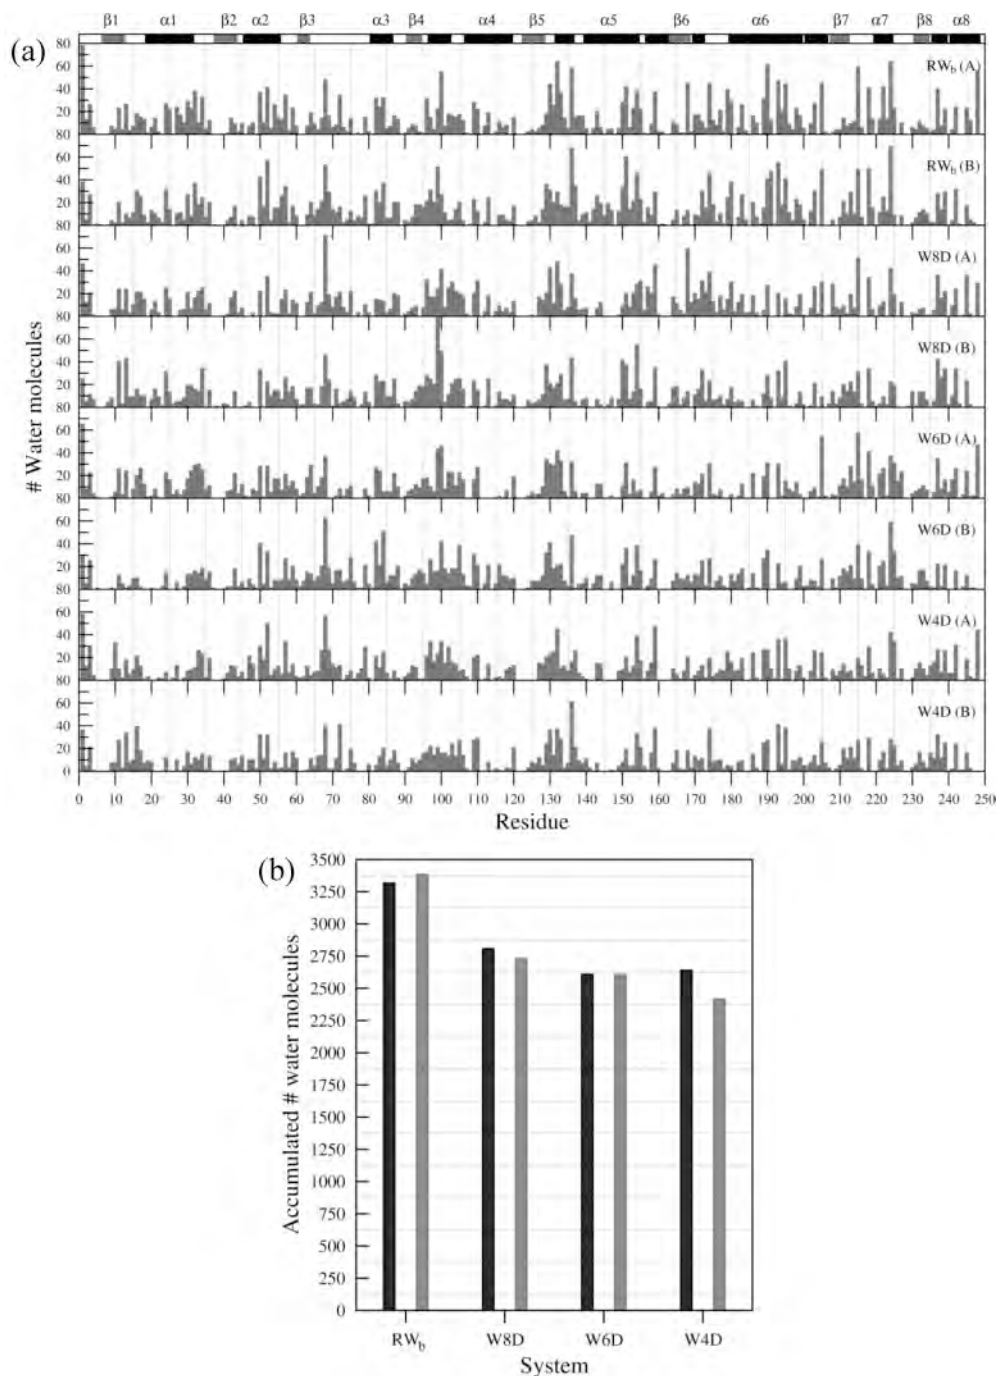 β1 α1 β2 α2 β3 α3 β4 α4 β5 α5 β6 α6 β7 α7 β8 α8
(a)
80
60
40
20
RWb (A)
80
60
40
20
RWb (B)
80
60
40
20
W8D (A)
80
60
40
20
W8D (B)
80
60
40
20
W6D (A)
80
60
40
20
W6D (B)
80
60
40
20
W4D (A)
80
60
40
20
0
W4D (B)
# Water molecules
0 10 20 30 40 50 60 70 80 90 100 110 120 130 140 150 160 170 180 190 200 210 220 230 240 250
Residue
(b)
3500
3250
3000
2750
2500
2250
2000
1750
1500
1250
1000
750
500
250
0
Accumulated # water molecules
RWb W8D W6D W4D
System